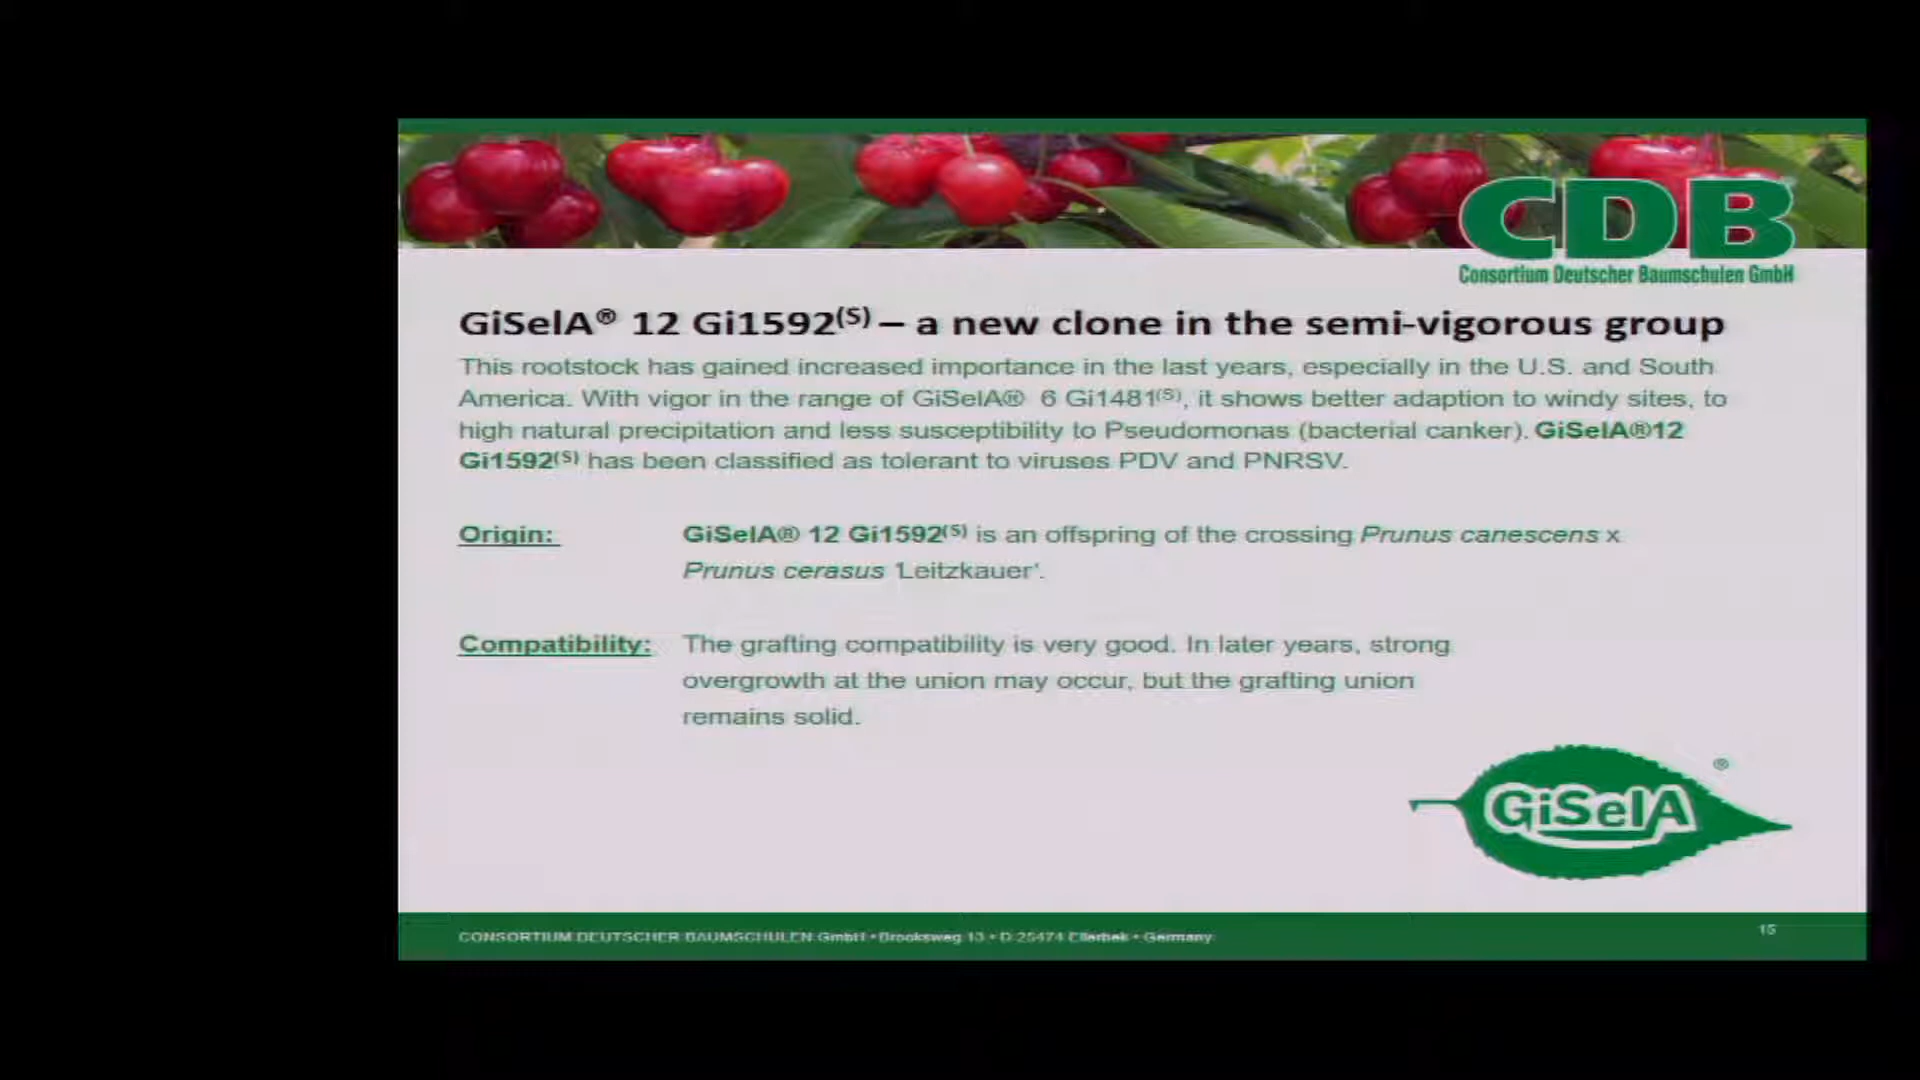 CDB
Consortium Deutscher Baumschulen GmbH
GiSelA® 12 Gi1592(S) – a new clone in the semi-vigorous group
This rootstock has gained increased importance in the last years, especially in the U.S. and South
America. With vigor in the range of GiSelA® 6 Gi1481(S), it shows better adaption to windy sites, to
high natural precipitation and less susceptibility to Pseudomonas (bacterial canker). GiSelA®12
Gi1592(S) has been classified as tolerant to viruses PDV and PNRSV.
Origin: GiSelA® 12 Gi1592(S) is an offspring of the crossing Prunus canescens x
Prunus cerasus 'Leitzkauer'.
Compatibility: The grafting compatibility is very good. In later years, strong
overgrowth at the union may occur, but the grafting union
remains solid.
GiSelA ®
CONSORTIUM DEUTSCHER BAUMSCHULEN GmbH • Brooksweg 13 • D 25474 Ellerbek • Germany
15